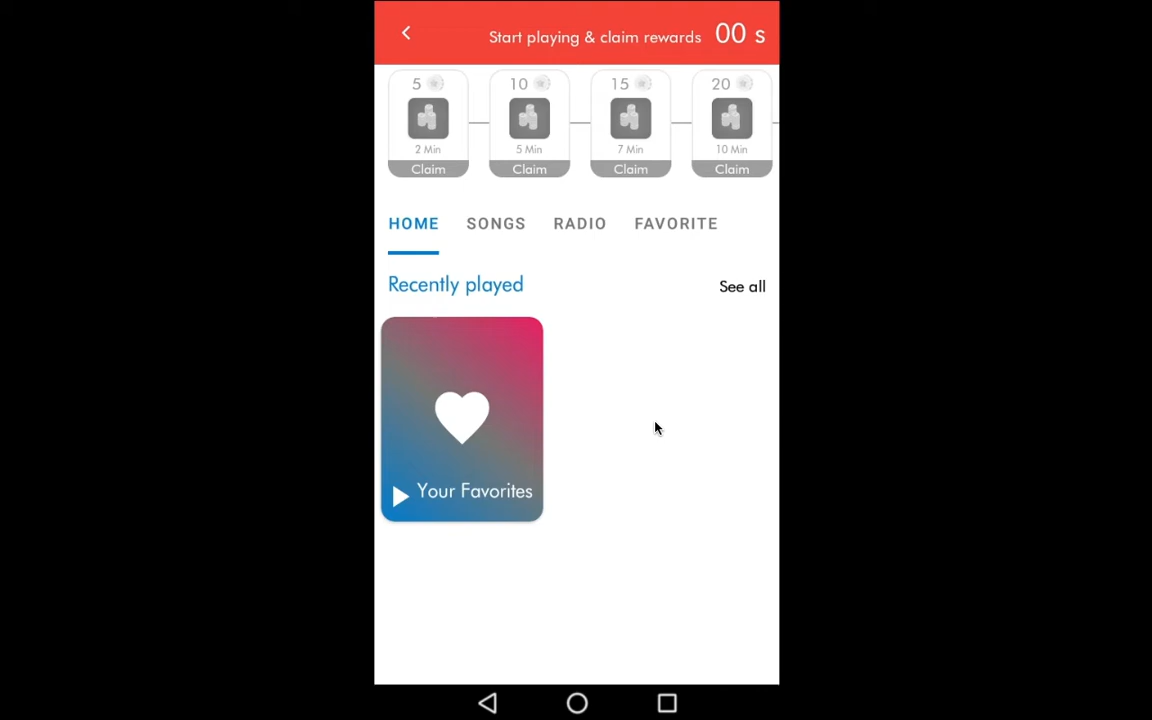 Start playing & claim rewards 00 s
5 10 15 20
2 Min 5 Min 7 Min 10 Min
Claim Claim Claim Claim
HOME SONGS RADIO FAVORITE
Recently played See all
Your Favorites